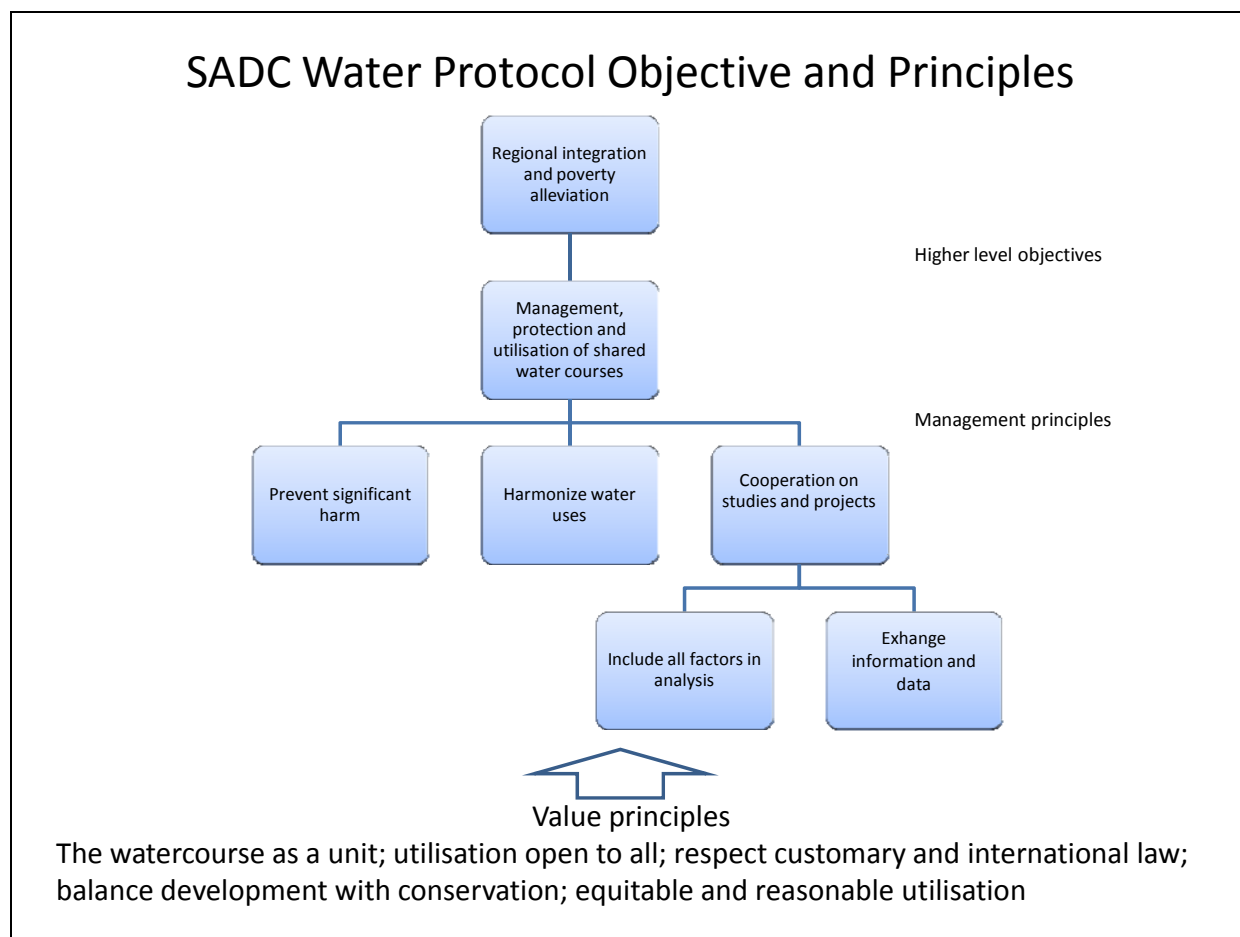 SADC Water Protocol Objective and Principles
Regional integration
and poverty
alleviation
Higher level objectives
Management,
protection and
utilisation of shared
water courses
Management principles
Prevent significant
harm
Harmonize water
uses
Cooperation on
studies and projects
Include all factors in
analysis
Exhange
information and
data
Value principles
The watercourse as a unit; utilisation open to all; respect customary and international law;
balance development with conservation; equitable and reasonable utilisation